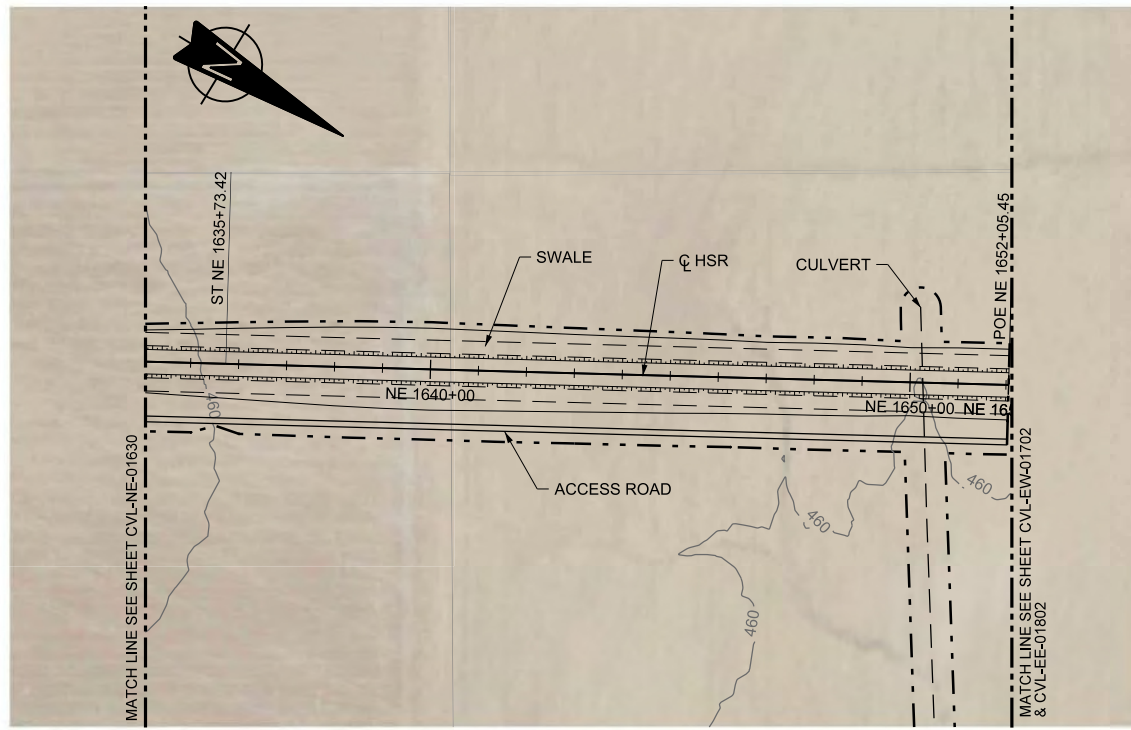 N
ST NE 1635+73.42
POE NE 1652+05.45
SWALE
℄ HSR
CULVERT
NE 1640+00
NE 1650+00
NE 165
460
460
460
460
ACCESS ROAD
MATCH LINE SEE SHEET CVL-NE-01630
MATCH LINE SEE SHEET CVL-EW-01702
& CVL-EE-01802